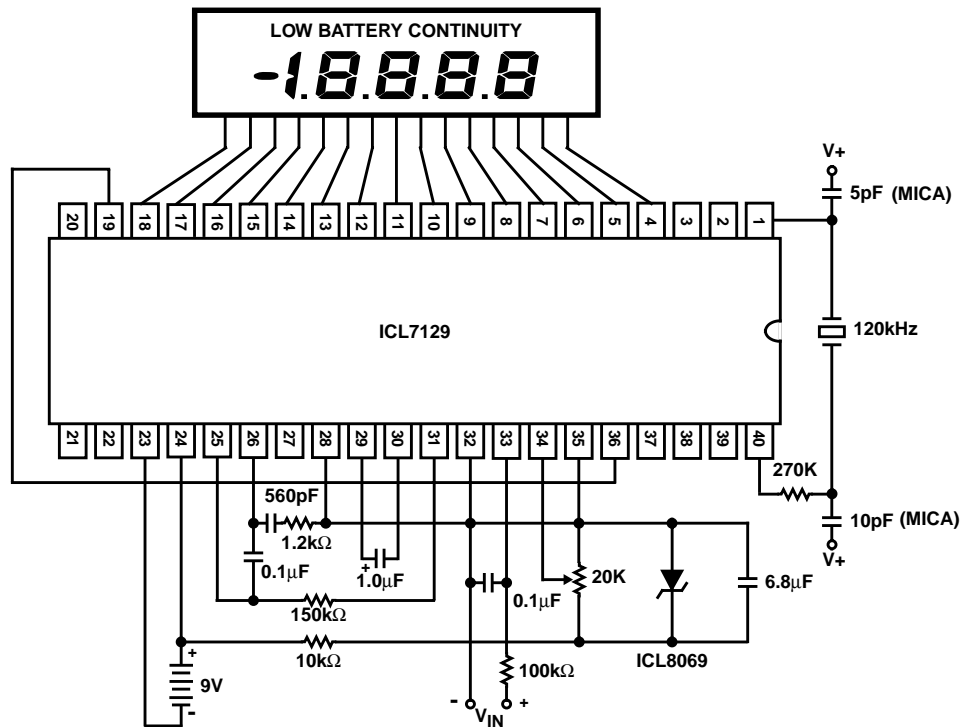 LOW BATTERY CONTINUITY
-1.8.8.8.8
V+
5pF (MICA)
20 19 18 17 16 15 14 13 12 11 10 9 8 7 6 5 4 3 2 1
ICL7129
120kHz
21 22 23 24 25 26 27 28 29 30 31 32 33 34 35 36 37 38 39 40
270K
560pF
10pF (MICA)
1.2kΩ
V+
0.1μF
+
1.0μF
0.1μF
20K
6.8μF
150kΩ
10kΩ
ICL8069
100kΩ
+
9V
-
- VIN +